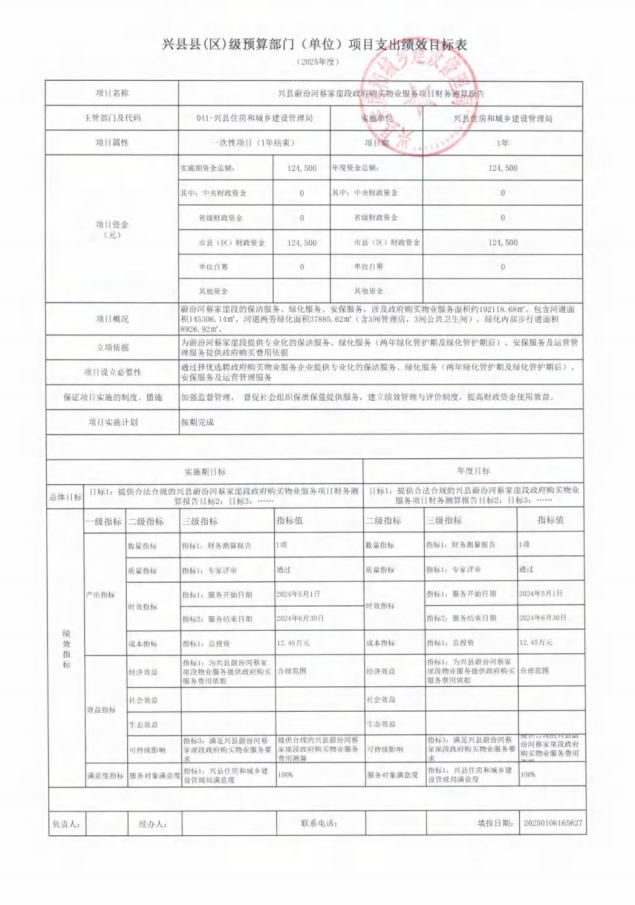 兴县县(区)级预算部门（单位）项目支出绩效目标表
（2025年度）
项目名称 兴县蔚汾河蔡家崖段政府购买物业服务项目财务测算报告
主管部门及代码 041-兴县住房和城乡建设管理局 实施单位 兴县住房和城乡建设管理局
项目属性 一次性项目（1年结束） 项目期 1年
项目资金
（元）
实施期资金总额： 124,500 年度资金总额： 124,500
其中：中央财政资金 0 其中：中央财政资金 0
省级财政资金 0 省级财政资金 0
市县（区）财政资金 124,500 市县（区）财政资金 124,500
单位自筹 0 单位自筹 0
其他资金 其他资金
项目概况
蔚汾河蔡家崖段的保洁服务、绿化服务、安保服务，涉及政府购买物业服务面积约192118.68㎡，包含河道面
积145306.14㎡，河道两旁绿化面积37885.62㎡（含3间管理房，3间公共卫生间），绿化内部步行道面积
8926.92㎡。
立项依据
为蔚汾河蔡家崖段提供专业化的保洁服务、绿化服务（两年绿化管护期及绿化管护期后）、安保服务及运营管
理服务提供政府购买费用依据
项目设立必要性
通过择优选聘政府购买物业服务企业提供专业化的保洁服务、绿化服务（两年绿化管护期及绿化管护期后）、
安保服务及运营管理服务
保证项目实施的制度、措施 加强监督管理， 督促社会组织保质保量提供服务，建立绩效管理与评价制度，提高财政资金使用效益。
项目实施计划 按期完成
实施期目标 年度目标
总体目标
目标1：提供合法合规的兴县蔚汾河蔡家崖段政府购买物业服务项目财务测
算报告目标2：目标3：……
目标1：提供合法合规的兴县蔚汾河蔡家崖段政府购买物业
服务项目财务测算报告目标2：目标3：……
绩效指标
一级指标 二级指标 三级指标 指标值 二级指标 三级指标 指标值
产出指标
数量指标 指标1：财务测算报告 1项 数量指标 指标1：财务测算报告 1项
质量指标 指标1：专家评审 通过 质量指标 指标1：专家评审 通过
时效指标 指标1：服务开始日期 2024年5月1日 时效指标 指标1：服务开始日期 2024年5月1日
指标2：服务结束日期 2024年6月30日 指标2：服务结束日期 2024年6月30日
成本指标 指标1：总投资 12.45万元 成本指标 指标1：总投资 12.45万元
效益指标
经济效益
指标1：为兴县蔚汾河蔡家
崖段物业服务提供政府购买
服务费用依据
合理范围
经济效益
指标1：为兴县蔚汾河蔡家
崖段物业服务提供政府购买
服务费用依据
合理范围
社会效益 社会效益
生态效益 生态效益
可持续影响
指标3：满足兴县蔚汾河蔡
家崖段政府购买物业服务要
求
提供合理的兴县蔚汾河蔡
家崖段政府购买物业服务
费用测算
可持续影响
指标3：满足兴县蔚汾河蔡
家崖段政府购买物业服务要
求
汾河蔡家崖段政府
购买物业服务费用
满意度指标 服务对象满意度
指标1：兴县住房和城乡建
设管理局满意度
100%
服务对象满意度
指标1：兴县住房和城乡建
设管理局满意度
100%
负责人： 经办人： 联系电话： 填报日期： 20250106165627